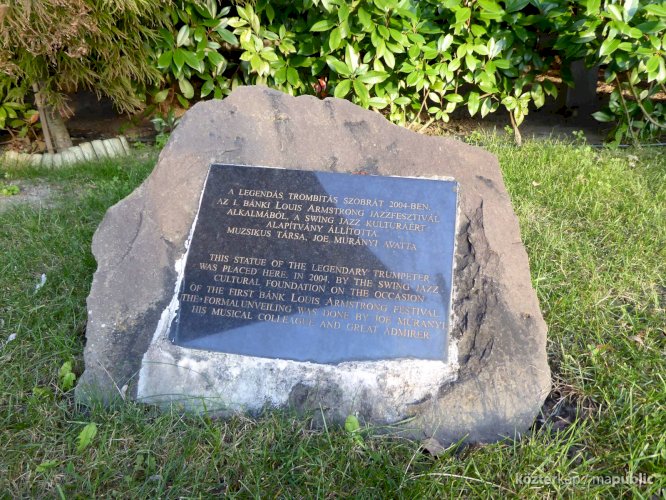 A LEGENDÁS TROMBITÁS SZOBRÁT 2004-BEN,
AZ I. BÁNKI LOUIS ARMSTRONG JAZZFESZTIVÁL
ALKALMÁBÓL, A SWING JAZZ KULTÚRÁÉRT
ALAPÍTVÁNY ÁLLÍTOTTA
MUZSIKUS TÁRSA, JOE MURÁNYI AVATTA
THIS STATUE OF THE LEGENDARY TRUMPETER
WAS PLACED HERE, IN 2004, BY THE SWING JAZZ
CULTURAL FOUNDATION ON THE OCCASION
OF THE FIRST BÁNK LOUIS ARMSTRONG FESTIVAL.
THE FORMAL UNVEILING WAS DONE BY JOE MURÁNYI,
HIS MUSICAL COLLEAGUE AND GREAT ADMIRER
köztérkép / mapublic